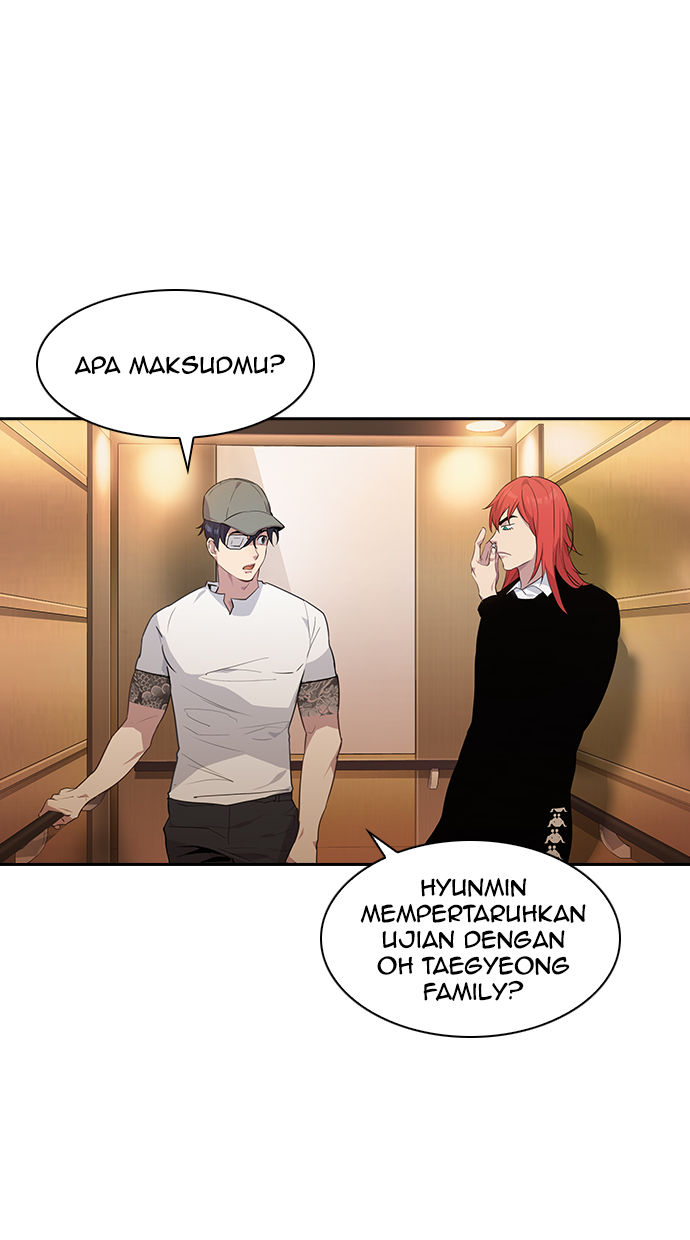 APA MAKSUDMU?
HYUNMIN
MEMPERTARUHKAN
UJIAN DENGAN
OH TAEGYEONG
FAMILY?